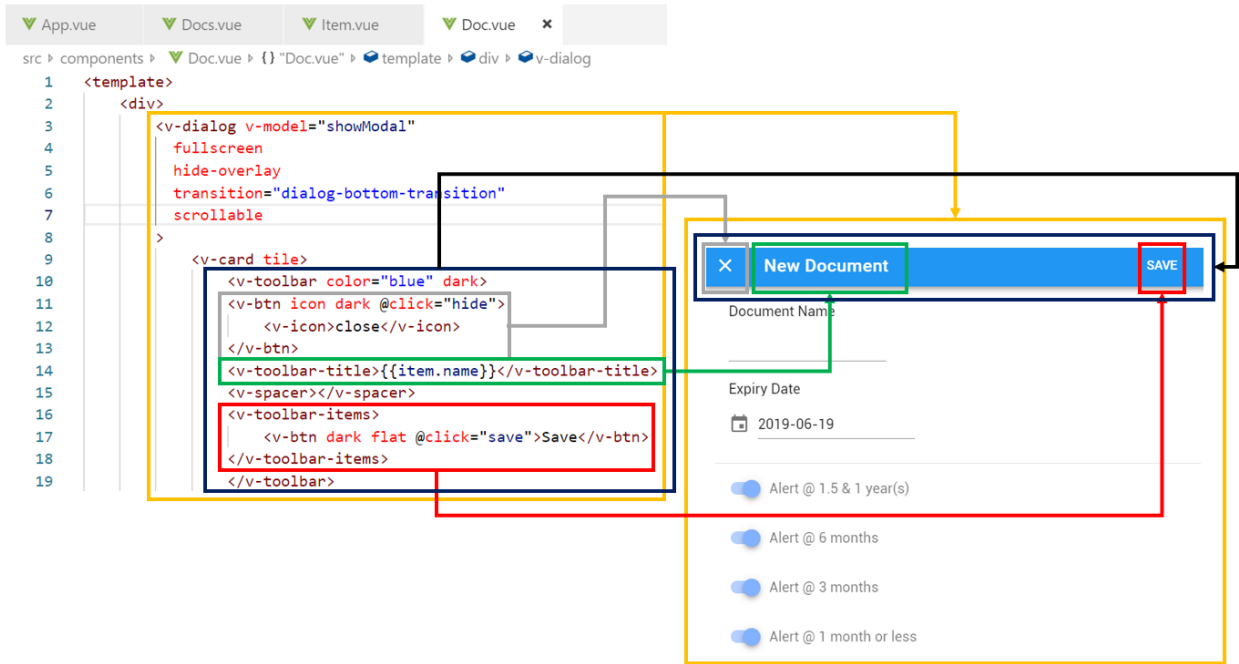 App.vue Docs.vue Item.vue Doc.vue ×
src components Doc.vue {} "Doc.vue" template div v-dialog
1 <template>
2 <div>
3 <v-dialog v-model="showModal"
4 fullscreen
5 hide-overlay
6 transition="dialog-bottom-transition"
7 scrollable
8 >
9 <v-card tile>
10 <v-toolbar color="blue" dark>
11 <v-btn icon dark @click="hide">
12 <v-icon>close</v-icon>
13 </v-btn>
14 <v-toolbar-title>{{item.name}}</v-toolbar-title>
15 <v-spacer></v-spacer>
16 <v-toolbar-items>
17 <v-btn dark flat @click="save">Save</v-btn>
18 </v-toolbar-items>
19 </v-toolbar>
× New Document SAVE
Document Name
Expiry Date
2019-06-19
Alert @ 1.5 & 1 year(s)
Alert @ 6 months
Alert @ 3 months
Alert @ 1 month or less